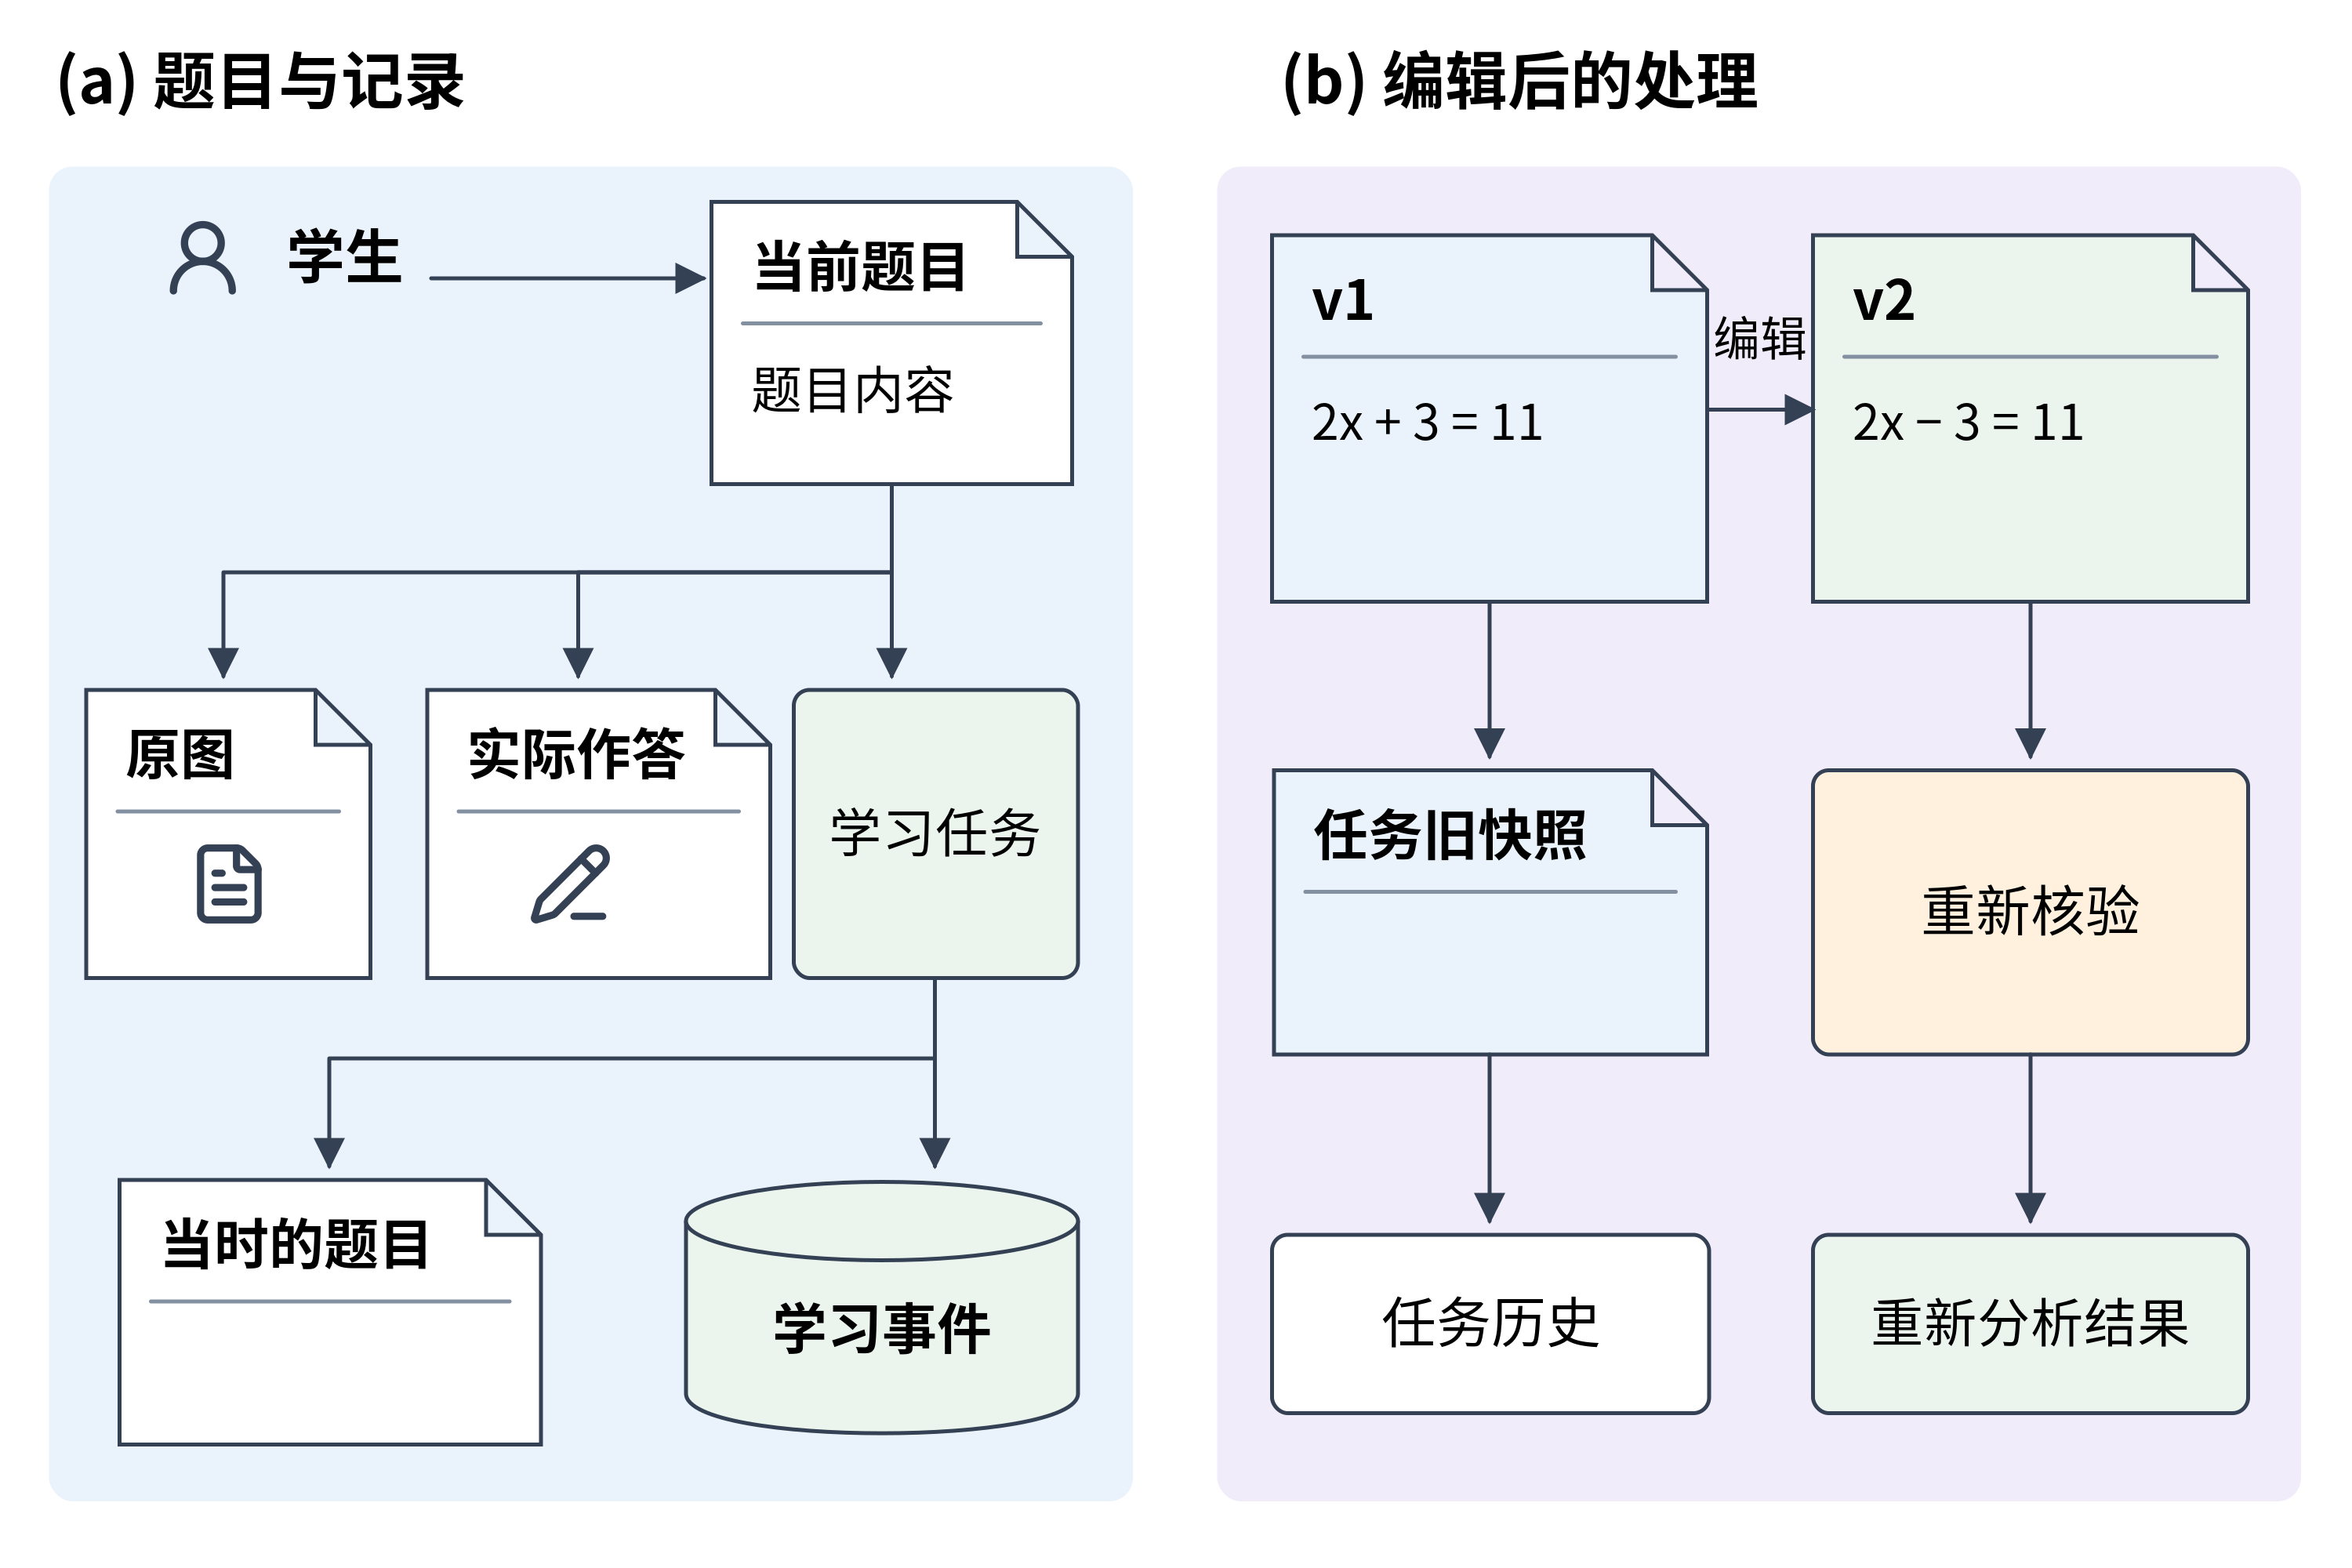 (a) 题目与记录
学生
当前题目
题目内容
原图
实际作答
学习任务
当时的题目
学习事件
(b) 编辑后的处理
v1
2x + 3 = 11
编辑
v2
2x − 3 = 11
任务旧快照
重新核验
任务历史
重新分析结果